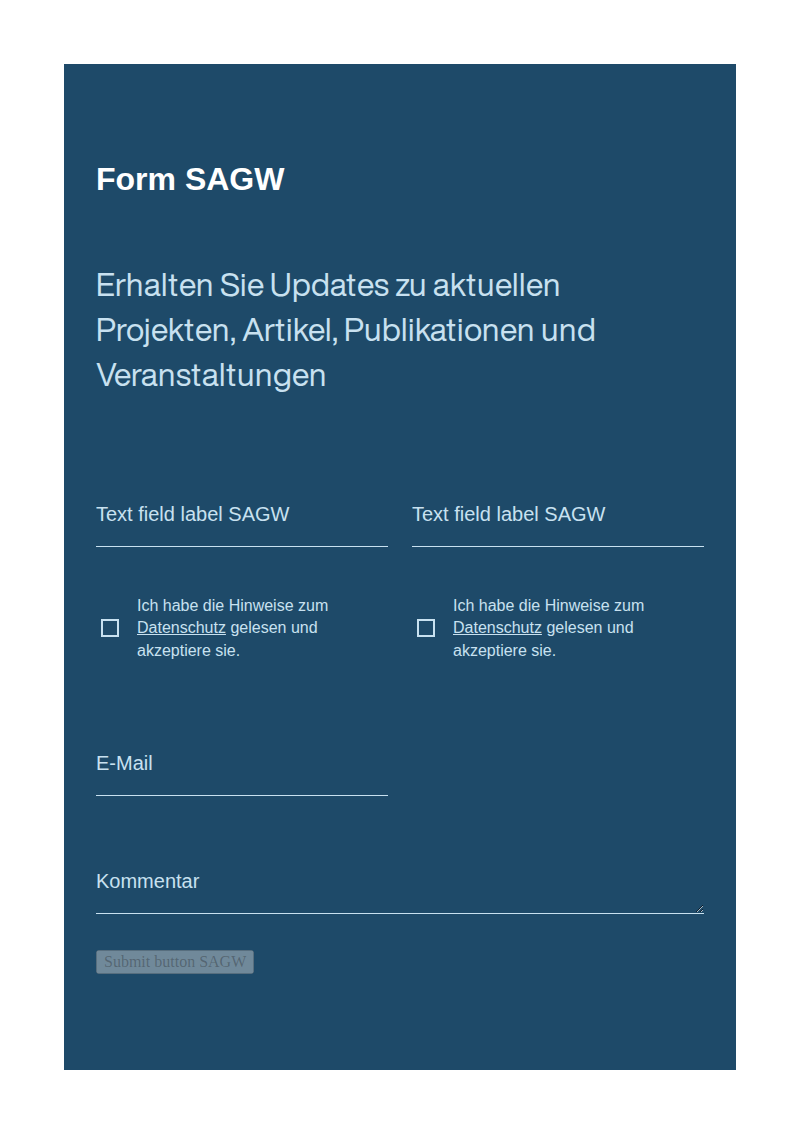 Form SAGW
Erhalten Sie Updates zu aktuellen
Projekten, Artikel, Publikationen und
Veranstaltungen
Text field label SAGW
Text field label SAGW
Ich habe die Hinweise zum
Datenschutz gelesen und
akzeptiere sie.
Ich habe die Hinweise zum
Datenschutz gelesen und
akzeptiere sie.
E-Mail
Kommentar
Submit button SAGW